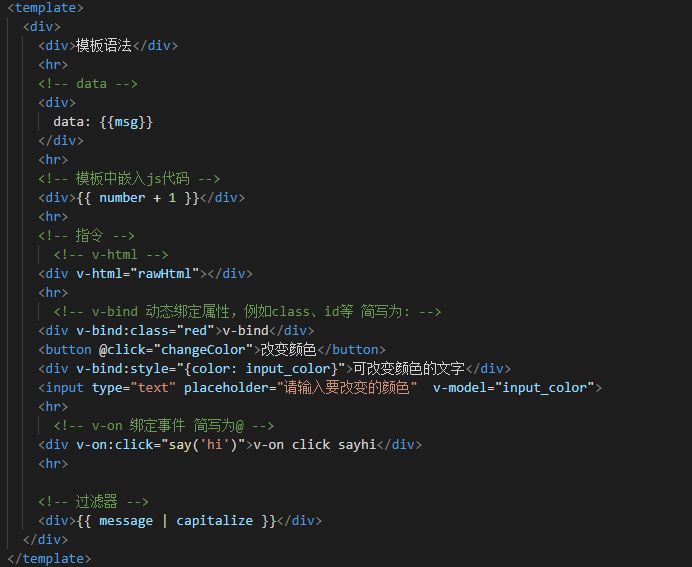 <template>
<div>
<div>模板语法</div>
<hr>
<!-- data -->
<div>
data: {{msg}}
</div>
<hr>
<!-- 模板中嵌入js代码 -->
<div>{{ number + 1 }}</div>
<hr>
<!-- 指令 -->
<!-- v-html -->
<div v-html="rawHtml"></div>
<hr>
<!-- v-bind 动态绑定属性，例如class、id等 简写为: -->
<div v-bind:class="red">v-bind</div>
<button @click="changeColor">改变颜色</button>
<div v-bind:style="{color: input_color}">可改变颜色的文字</div>
<input type="text" placeholder="请输入要改变的颜色"  v-model="input_color">
<hr>
<!-- v-on 绑定事件 简写为@ -->
<div v-on:click="say('hi')">v-on click sayhi</div>
<hr>
<!-- 过滤器 -->
<div>{{ message | capitalize }}</div>
</div>
</template>